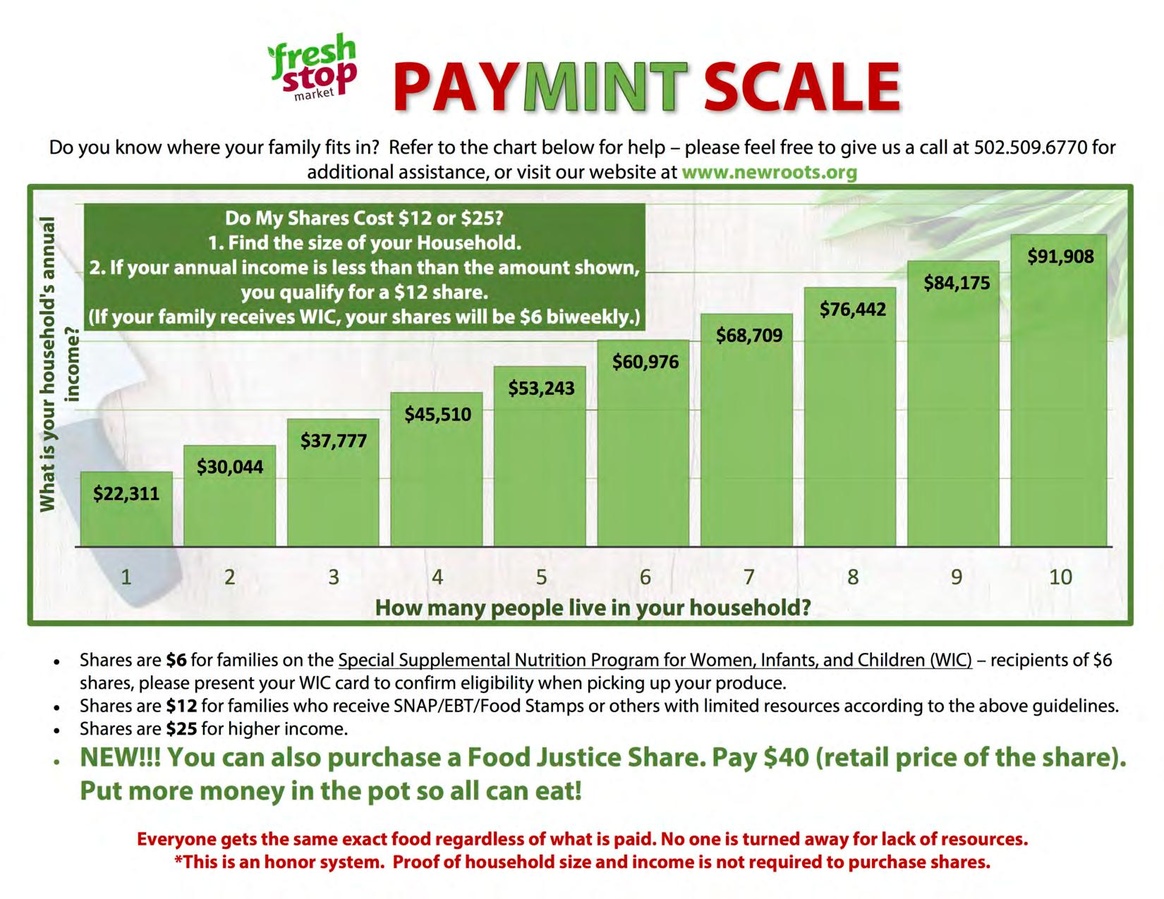 fresh
stop
market
PAYMINT SCALE
Do you know where your family fits in? Refer to the chart below for help – please feel free to give us a call at 502.509.6770 for
additional assistance, or visit our website at www.newroots.org
What is your household's annual
income?
Do My Shares Cost $12 or $25?
1. Find the size of your Household.
2. If your annual income is less than than the amount shown,
you qualify for a $12 share.
(If your family receives WIC, your shares will be $6 biweekly.)
$22,311
$30,044
$37,777
$45,510
$53,243
$60,976
$68,709
$76,442
$84,175
$91,908
1 2 3 4 5 6 7 8 9 10
How many people live in your household?
• Shares are $6 for families on the Special Supplemental Nutrition Program for Women, Infants, and Children (WIC) – recipients of $6
shares, please present your WIC card to confirm eligibility when picking up your produce.
• Shares are $12 for families who receive SNAP/EBT/Food Stamps or others with limited resources according to the above guidelines.
• Shares are $25 for higher income.
• NEW!!! You can also purchase a Food Justice Share. Pay $40 (retail price of the share).
Put more money in the pot so all can eat!
Everyone gets the same exact food regardless of what is paid. No one is turned away for lack of resources.
*This is an honor system. Proof of household size and income is not required to purchase shares.